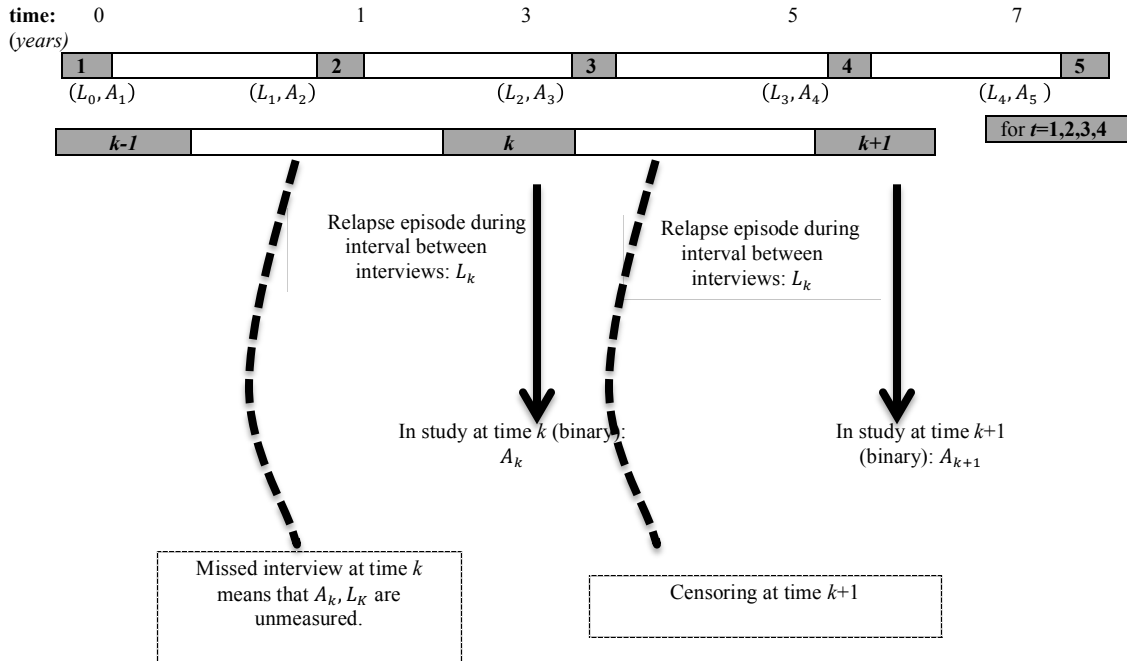 time: 0 1 3 5 7
(years)
1 2 3 4 5
(L₀, A₁) (L₁, A₂) (L₂, A₃) (L₃, A₄) (L₄, A₅ )
for t=1,2,3,4
k-1 k k+1
Relapse episode during
interval between
interviews: Lₖ
Relapse episode during
interval between
interviews: Lₖ
In study at time k (binary):
Aₖ
In study at time k+1
(binary): Aₖ₊₁
Missed interview at time k
means that Aₖ, L_K are
unmeasured.
Censoring at time k+1